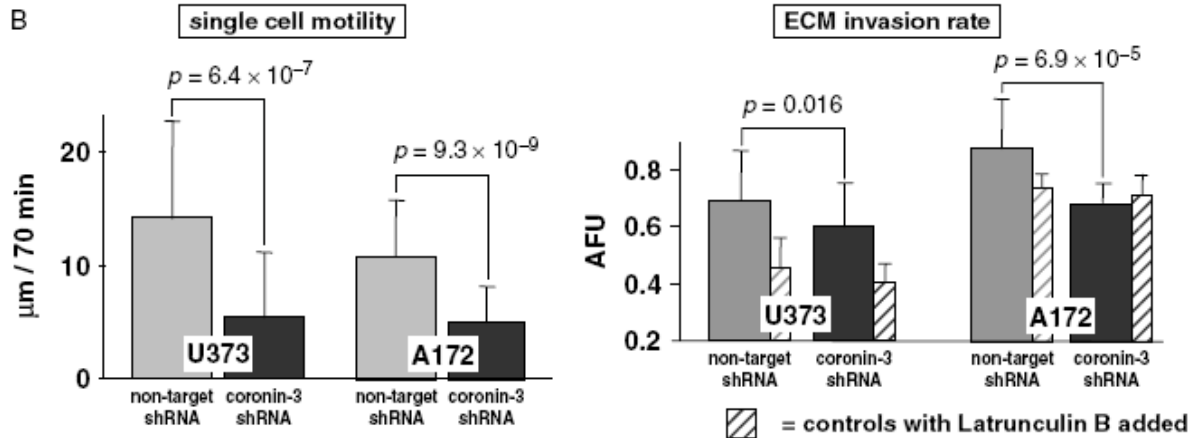 B
single cell motility
p = 6.4 × 10–7
p = 9.3 × 10–9
20
10
0
μm / 70 min
U373
A172
non-target
shRNA
coronin-3
shRNA
non-target
shRNA
coronin-3
shRNA
ECM invasion rate
p = 0.016
p = 6.9 × 10–5
0.8
0.6
0.4
0.2
AFU
U373
A172
non-target
shRNA
coronin-3
shRNA
non-target
shRNA
coronin-3
shRNA
= controls with Latrunculin B added